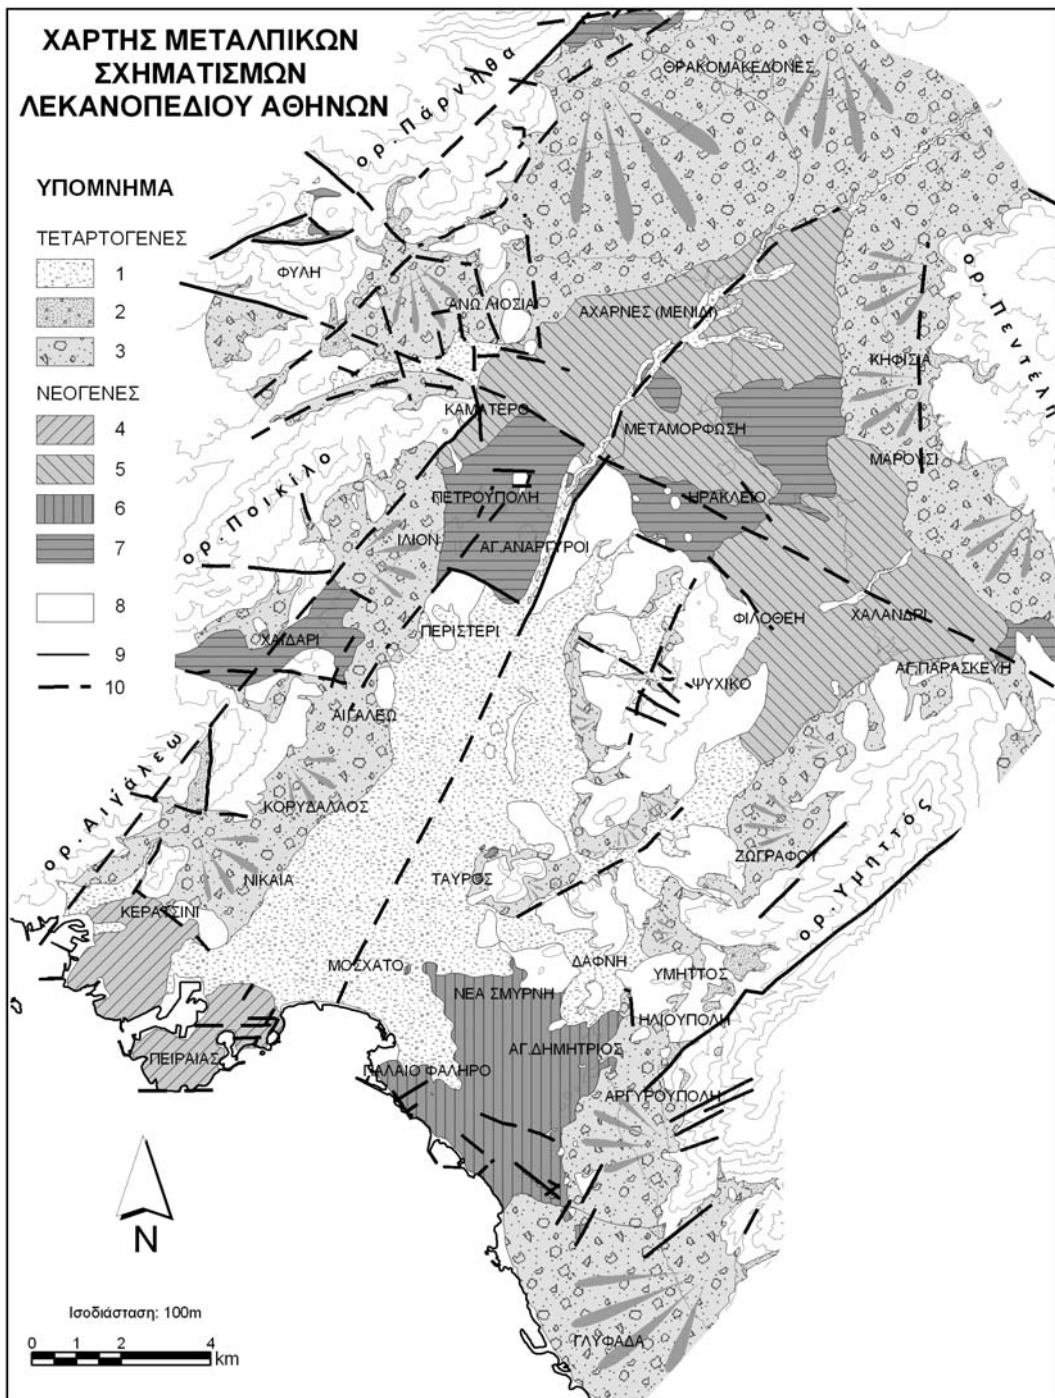 ΧΑΡΤΗΣ ΜΕΤΑΛΠΙΚΩΝ
ΣΧΗΜΑΤΙΣΜΩΝ
ΛΕΚΑΝΟΠΕΔΙΟΥ ΑΘΗΝΩΝ
ΥΠΟΜΝΗΜΑ
ΤΕΤΑΡΤΟΓΕΝΕΣ
1
2
3
ΝΕΟΓΕΝΕΣ
4
5
6
7
8
9
10
ορ. Πάρνηθα
ΘΡΑΚΟΜΑΚΕΔΟΝΕΣ
ΦΥΛΗ
ΑΝΩ ΛΙΟΣΙΑ
ΑΧΑΡΝΕΣ (ΜΕΝΙΔΙ)
ορ. Πεντέλη
ΚΗΦΙΣΙΑ
ΚΑΜΑΤΕΡΟ
ΜΕΤΑΜΟΡΦΩΣΗ
ΜΑΡΟΥΣΙ
ορ. Ποικίλο
ΠΕΤΡΟΥΠΟΛΗ
ΗΡΑΚΛΕΙΟ
ΙΛΙΟΝ
ΑΓ.ΑΝΑΡΓΥΡΟΙ
ΧΑΪΔΑΡΙ
ΠΕΡΙΣΤΕΡΙ
ΦΙΛΟΘΕΗ
ΧΑΛΑΝΔΡΙ
ΑΓ.ΠΑΡΑΣΚΕΥΗ
ΨΥΧΙΚΟ
ΑΙΓΑΛΕΩ
ορ. Αιγάλεω
ΚΟΡΥΔΑΛΛΟΣ
ορ. Υμηττός
ΖΩΓΡΑΦΟΥ
ΝΙΚΑΙΑ
ΤΑΥΡΟΣ
ΚΕΡΑΤΣΙΝΙ
ΜΟΣΧΑΤΟ
ΔΑΦΝΗ
ΥΜΗΤΤΟΣ
ΝΕΑ ΣΜΥΡΝΗ
ΗΛΙΟΥΠΟΛΗ
ΑΓ.ΔΗΜΗΤΡΙΟΣ
ΠΕΙΡΑΙΑΣ
ΠΑΛΑΙΟ ΦΑΛΗΡΟ
ΑΡΓΥΡΟΥΠΟΛΗ
N
Ισοδιάσταση: 100m
0 1 2 4
km
ΓΛΥΦΑΔΑ